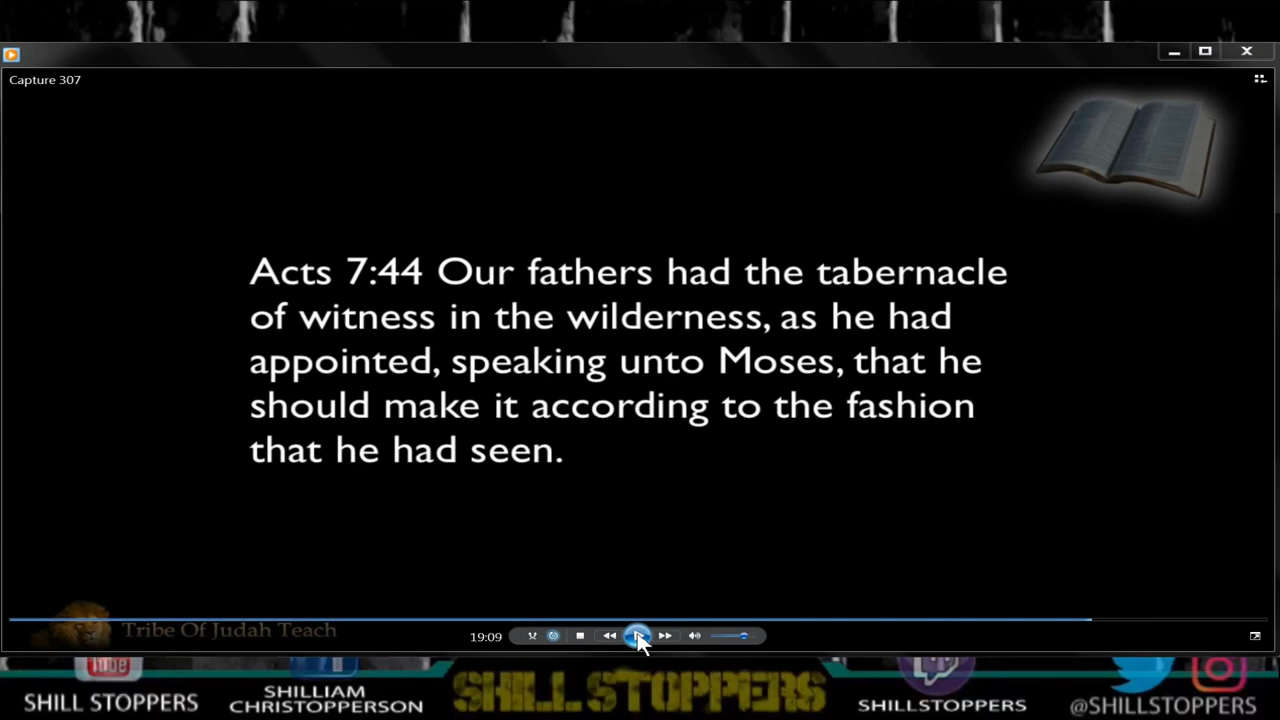 Capture 307
Acts 7:44 Our fathers had the tabernacle
of witness in the wilderness, as he had
appointed, speaking unto Moses, that he
should make it according to the fashion
that he had seen.
Tribe Of Judah Teach
19:09
Tube
SHILL STOPPERS
SHILLIAM
CHRISTOPPERSON
SHILL STOPPERS
SHILLSTOPPERS
@SHILLSTOPPERS